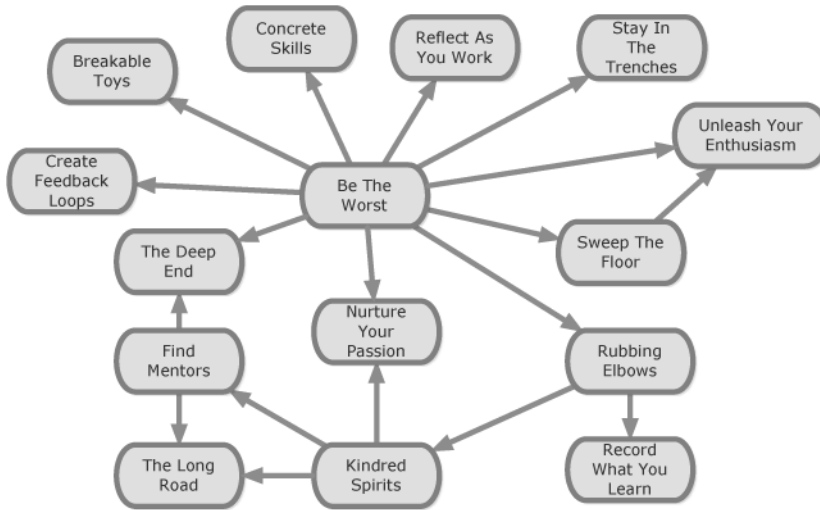 Breakable
Toys
Concrete
Skills
Reflect As
You Work
Stay In
The
Trenches
Unleash Your
Enthusiasm
Create
Feedback
Loops
Be The
Worst
The Deep
End
Sweep The
Floor
Nurture
Your
Passion
Find
Mentors
Rubbing
Elbows
The Long
Road
Kindred
Spirits
Record
What You
Learn